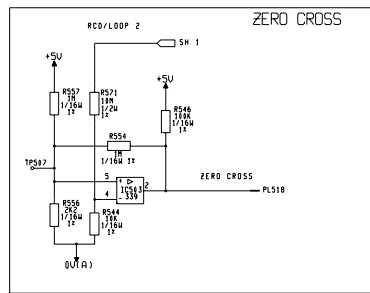 ZERO CROSS
RCD/LOOP 2
SH 1
+5V
+5V
R557
1M
1/16W
1%
R571
10M
1/2W
1%
R546
100K
1/16W
1%
R554
1M
1/16W 1%
TP507
5
+
IC503
339
2
4
-
ZERO CROSS
PL518
R556
2K2
1/16W
1%
R544
10K
1/16W
1%
0V(A)